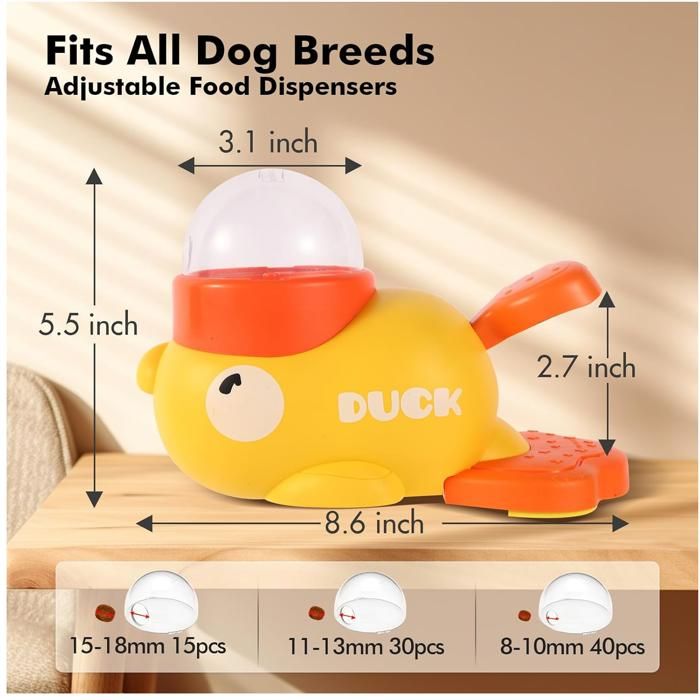 Fits All Dog Breeds
Adjustable Food Dispensers
3.1 inch
5.5 inch
2.7 inch
DUCK
8.6 inch
15-18mm 15pcs
11-13mm 30pcs
8-10mm 40pcs